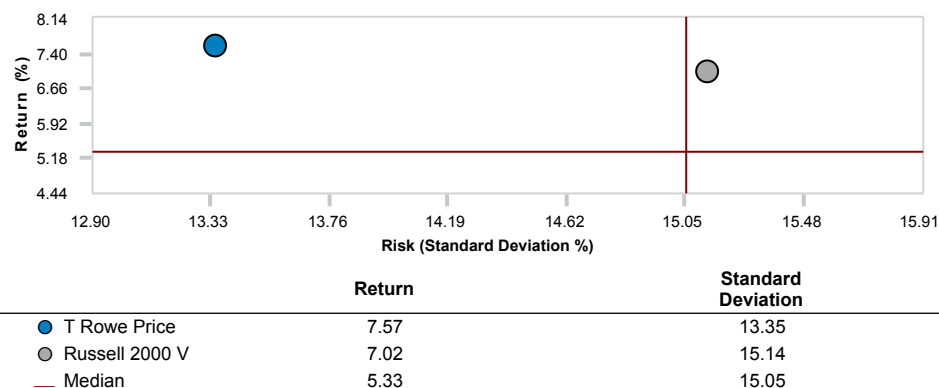 8.14
7.40
6.66
5.92
5.18
4.44
Return (%)
12.90 13.33 13.76 14.19 14.62 15.05 15.48 15.91
Risk (Standard Deviation %)
Return Standard Deviation
T Rowe Price 7.57 13.35
Russell 2000 V 7.02 15.14
Median 5.33 15.05